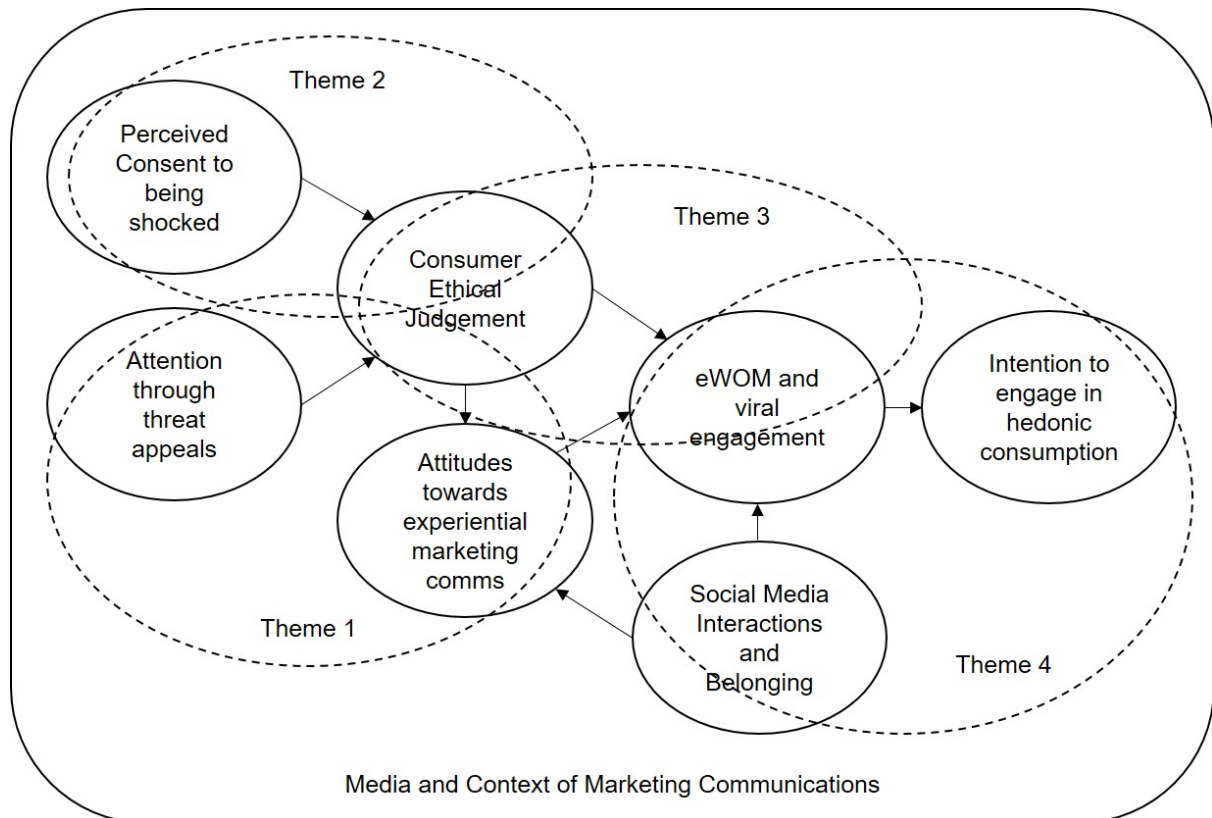 Theme 2
Perceived
Consent to
being
shocked
Theme 3
Consumer
Ethical
Judgement
Attention
through
threat
appeals
eWOM and
viral
engagement
Intention to
engage in
hedonic
consumption
Attitudes
towards
experiential
marketing
comms
Social Media
Interactions
and
Belonging
Theme 1
Theme 4
Media and Context of Marketing Communications